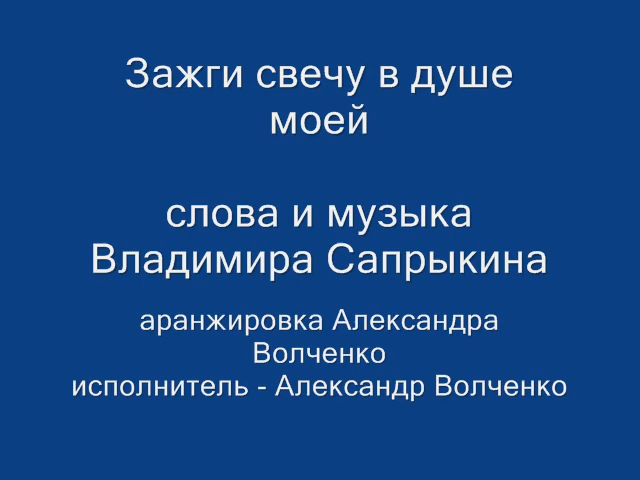 Зажги свечу в душе
моей
слова и музыка
Владимира Сапрыкина
аранжировка Александра
Волченко
исполнитель - Александр Волченко